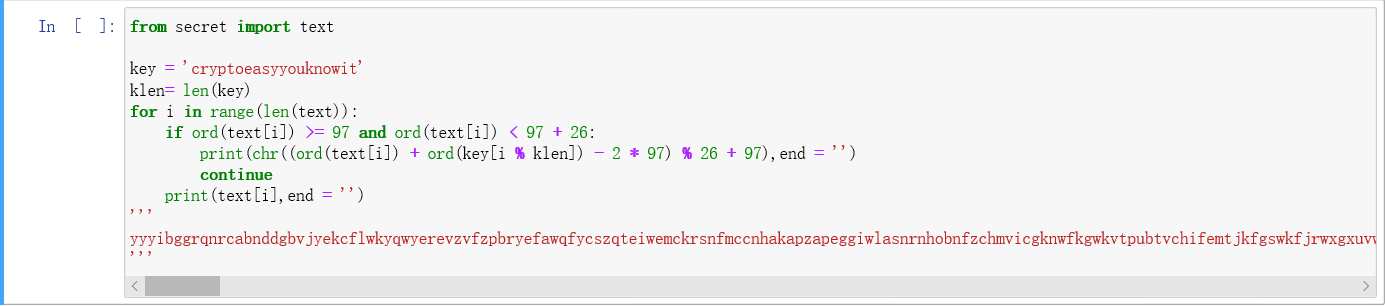 In [ ]: from secret import text
key = 'cryptoeasyyouknowit'
klen= len(key)
for i in range(len(text)):
    if ord(text[i]) >= 97 and ord(text[i]) < 97 + 26:
        print(chr((ord(text[i]) + ord(key[i % klen]) - 2 * 97) % 26 + 97),end = '')
        continue
    print(text[i],end = '')
'''
yyyibggrqnrcabnddgbvjyekcflwkyqwyerevzvfzpbryefawqfycszqteiwemckrsnfmccnhakapzapeggiwlasnrnhobnfzchmvicgknwfkgwkvtpubtvchifemtjkfgswkfjrwxgxuvv
'''